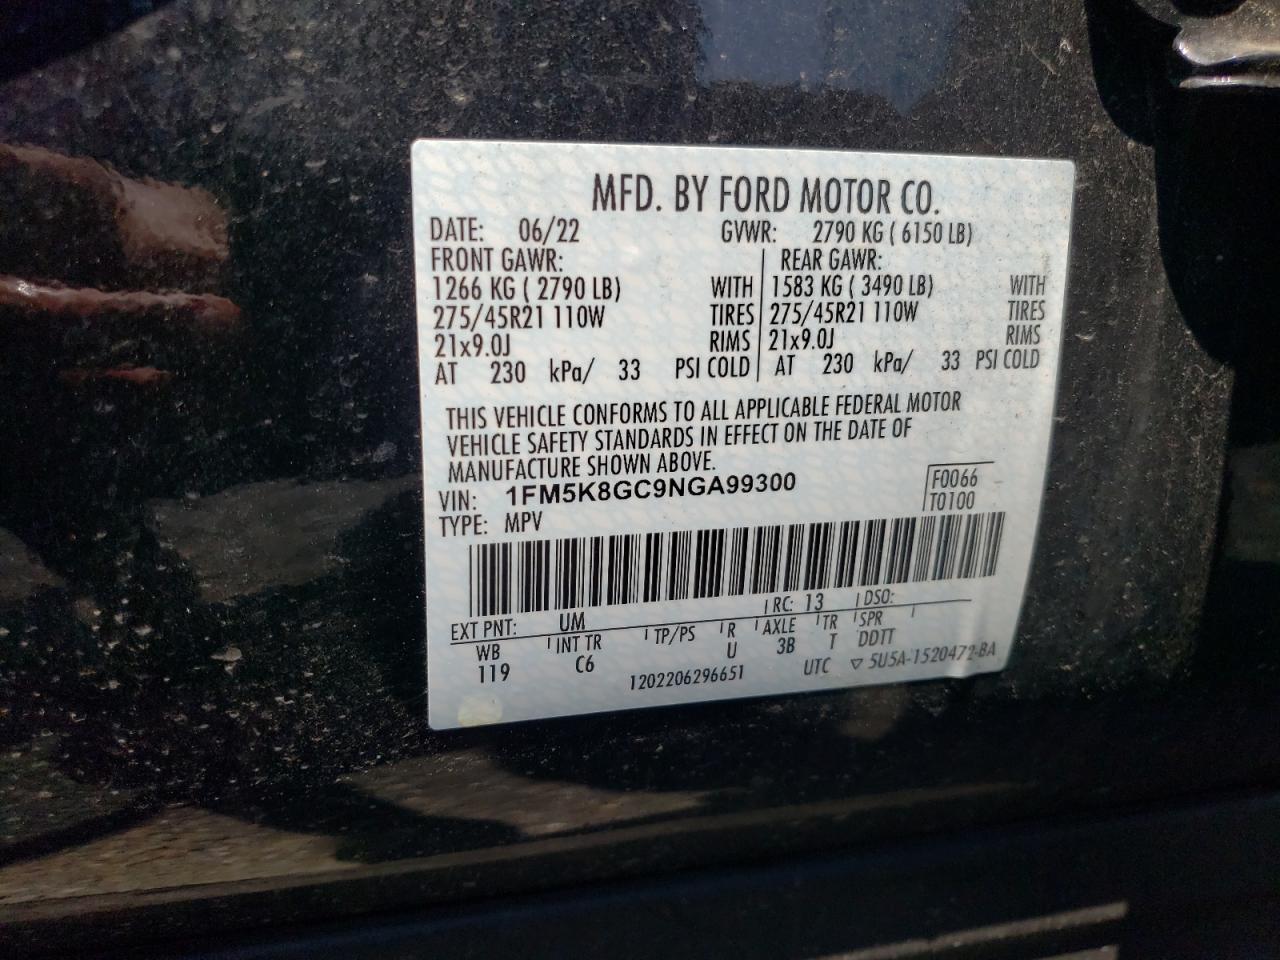 MFD. BY FORD MOTOR CO.
DATE: 06/22 GVWR: 2790 KG ( 6150 LB)
FRONT GAWR: REAR GAWR:
1266 KG ( 2790 LB) WITH 1583 KG ( 3490 LB) WITH
275/45R21 110W TIRES 275/45R21 110W TIRES
21x9.0J RIMS 21x9.0J RIMS
AT 230 kPa/ 33 PSI COLD AT 230 kPa/ 33 PSI COLD
THIS VEHICLE CONFORMS TO ALL APPLICABLE FEDERAL MOTOR
VEHICLE SAFETY STANDARDS IN EFFECT ON THE DATE OF
MANUFACTURE SHOWN ABOVE.
VIN: 1FM5K8GC9NGA99300 F0066
TYPE: MPV T0100
EXT PNT: UM RC: 13 DSO:
WB INT TR TP/PS R AXLE TR SPR
119 C6 U 3B T DDTT
1202206296651 UTC ▽ 5U5A-1520472-BA